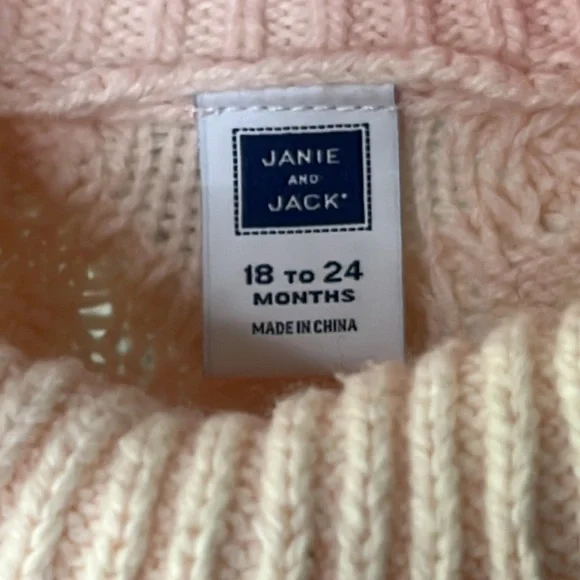 JANIE
AND
JACK®
18 TO 24
MONTHS
MADE IN CHINA